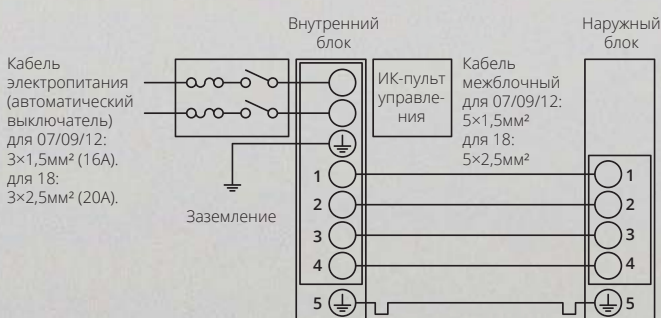 Внутренний
блок
Наружный
блок
Кабель
электропитания
(автоматический
выключатель)
для 07/09/12:
3×1,5мм² (16А).
для 18:
3×2,5мм² (20А).
ИК-пульт
управле-
ния
Кабель
межблочный
для 07/09/12:
5×1,5мм²
для 18:
5×2,5мм²
Заземление
1
2
3
4
5
1
2
3
4
5